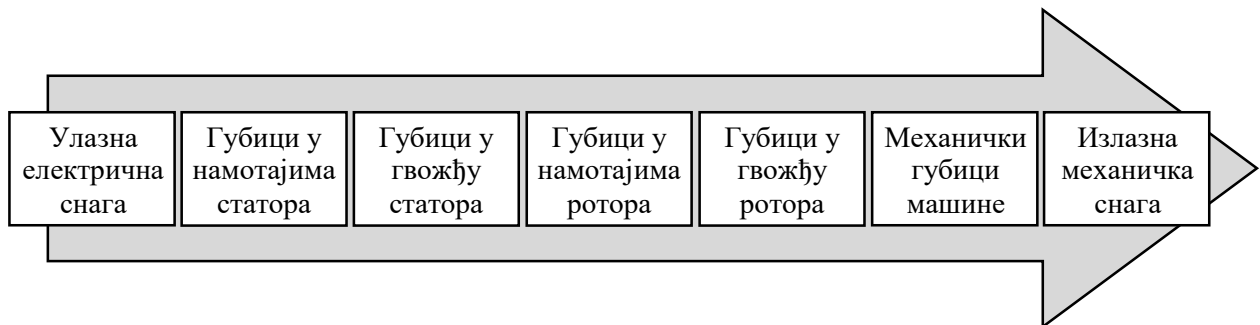 Улазна
електрична
снага
Губици у
намотајима
статора
Губици у
гвожђу
статора
Губици у
намотајима
ротора
Губици у
гвожђу
ротора
Механички
губици
машине
Излазна
механичка
снага